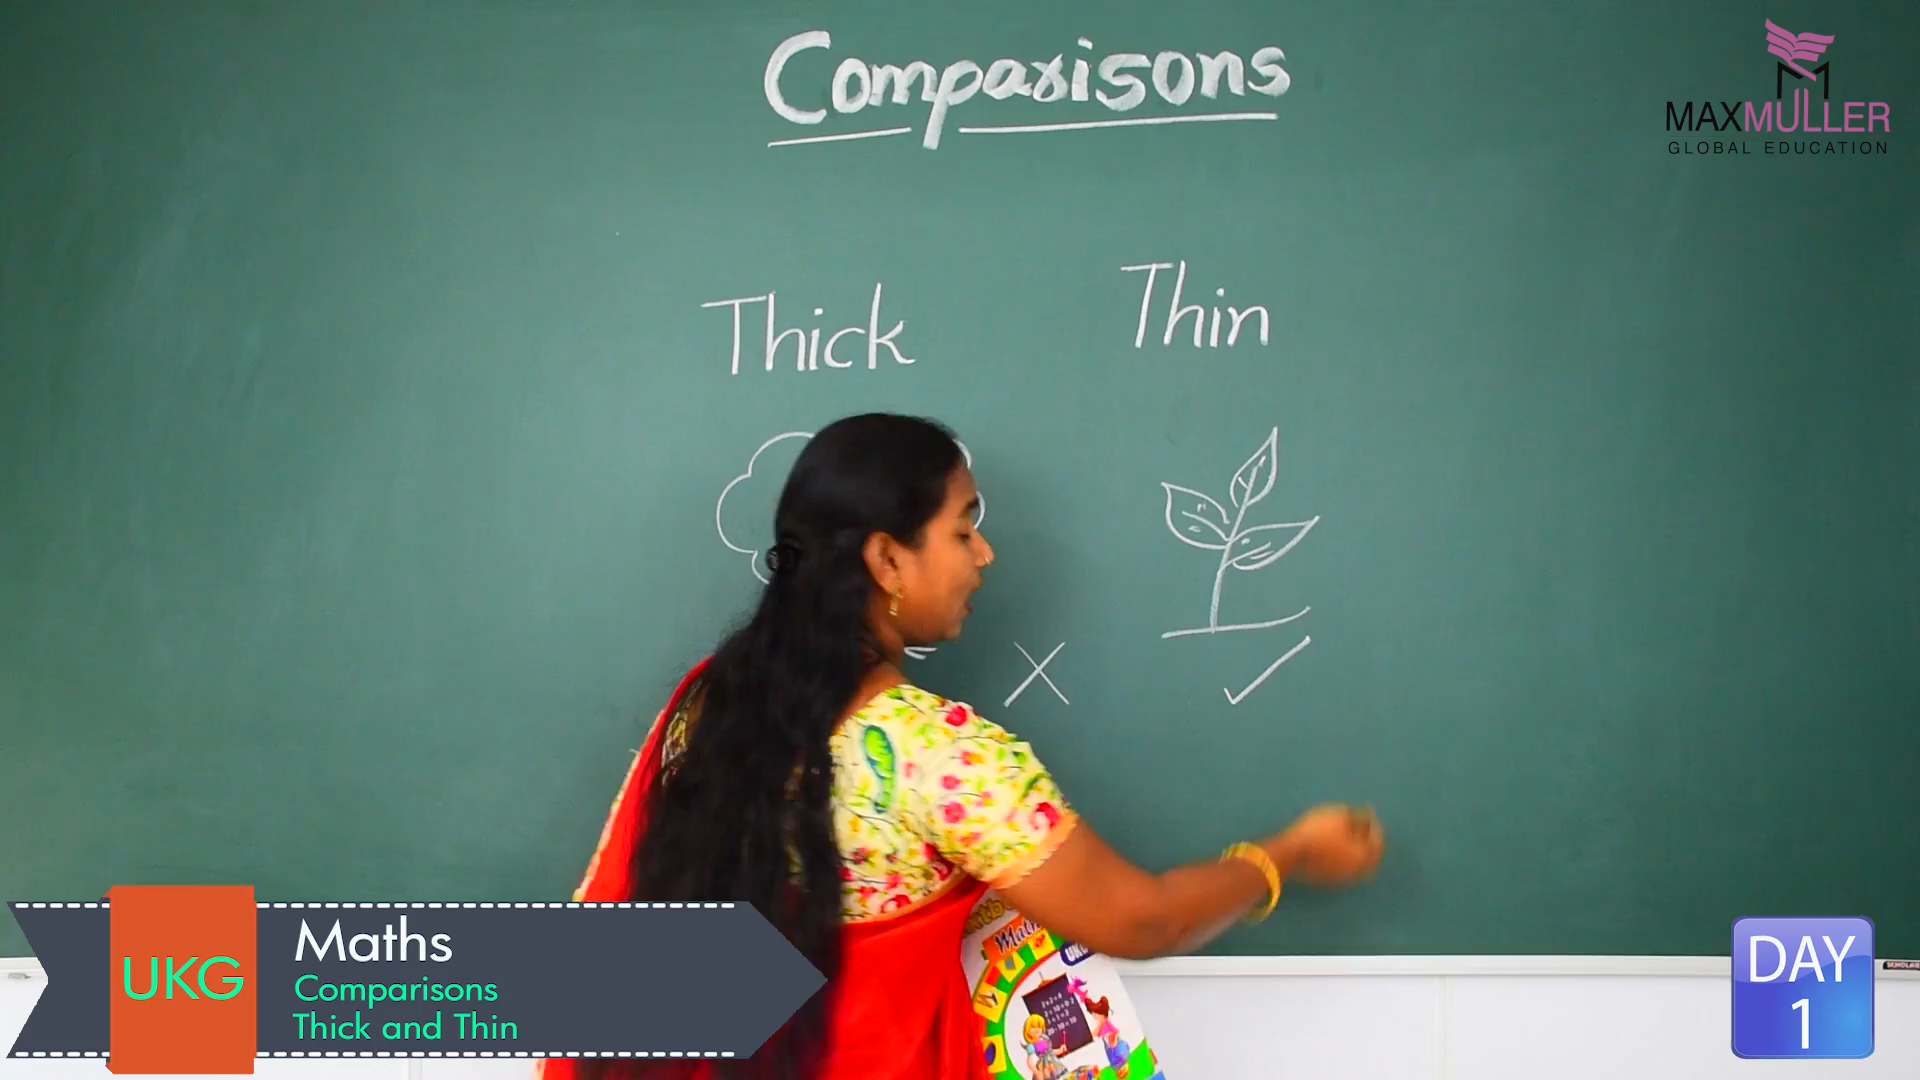 Comparisons
MAXMULLER
GLOBAL EDUCATION
Thick Thin
UKG
Maths
Comparisons
Thick and Thin
DAY
1